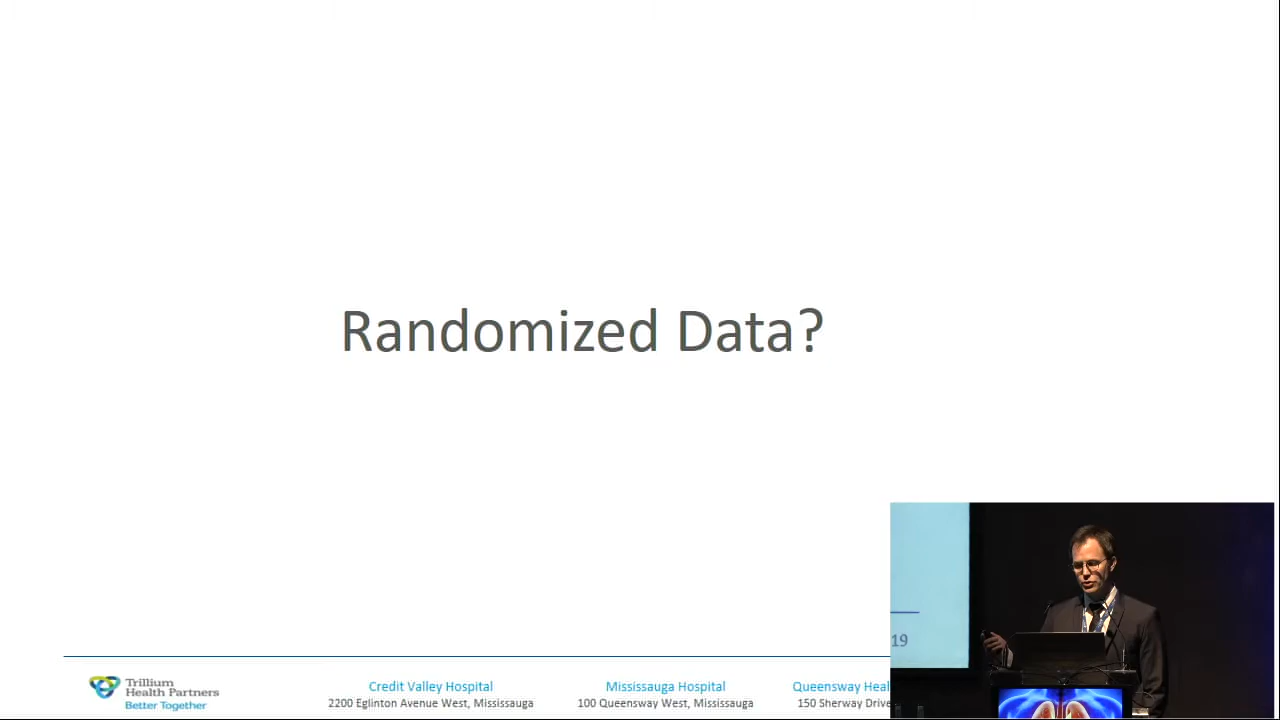 Randomized Data?
19
Trillium
Health Partners
Better Together
Credit Valley Hospital
2200 Eglinton Avenue West, Mississauga
Mississauga Hospital
100 Queensway West, Mississauga
Queensway Heal
150 Sherway Drive